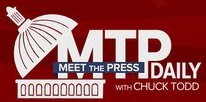 MTP
MEET THE PRESS DAILY
WITH CHUCK TODD